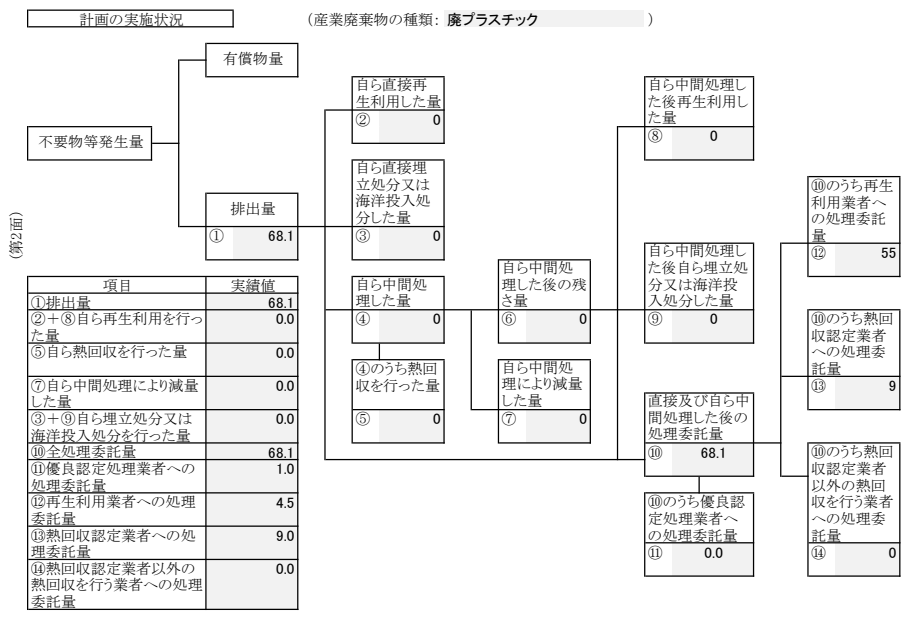 計画の実施状況
(産業廃棄物の種類： 廃プラスチック )
(第2面)
不要物等発生量
有償物量
排出量
① 68.1
自ら直接再
生利用した量
② 0
自ら直接埋
立処分又は
海洋投入処
分した量
③ 0
自ら中間処
理した量
④ 0
④のうち熱回
収を行った量
⑤ 0
自ら中間処
理した後の残
さ量
⑥ 0
自ら中間処
理により減量
した量
⑦ 0
自ら中間処理し
た後再生利用し
た量
⑧ 0
自ら中間処理し
た後自ら埋立処
分又は海洋投
入処分した量
⑨ 0
直接及び自ら中
間処理した後の
処理委託量
⑩ 68.1
⑩のうち優良認
定処理業者へ
の処理委託量
⑪ 0.0
⑩のうち再生
利用業者へ
の処理委託
量
⑫ 55
⑩のうち熱回
収認定業者
への処理委
託量
⑬ 9
⑩のうち熱回
収認定業者
以外の熱回
収を行う業者
への処理委
託量
⑭ 0
項目 実績値
①排出量 68.1
②＋⑧自ら再生利用を行っ 0.0
た量
⑤自ら熱回収を行った量 0.0
⑦自ら中間処理により減量 0.0
した量
③＋⑨自ら埋立処分又は 0.0
海洋投入処分を行った量
⑩全処理委託量 68.1
⑪優良認定処理業者への 1.0
処理委託量
⑫再生利用業者への処理 4.5
委託量
⑬熱回収認定業者への処 9.0
理委託量
⑭熱回収認定業者以外の 0.0
熱回収を行う業者への処理
委託量